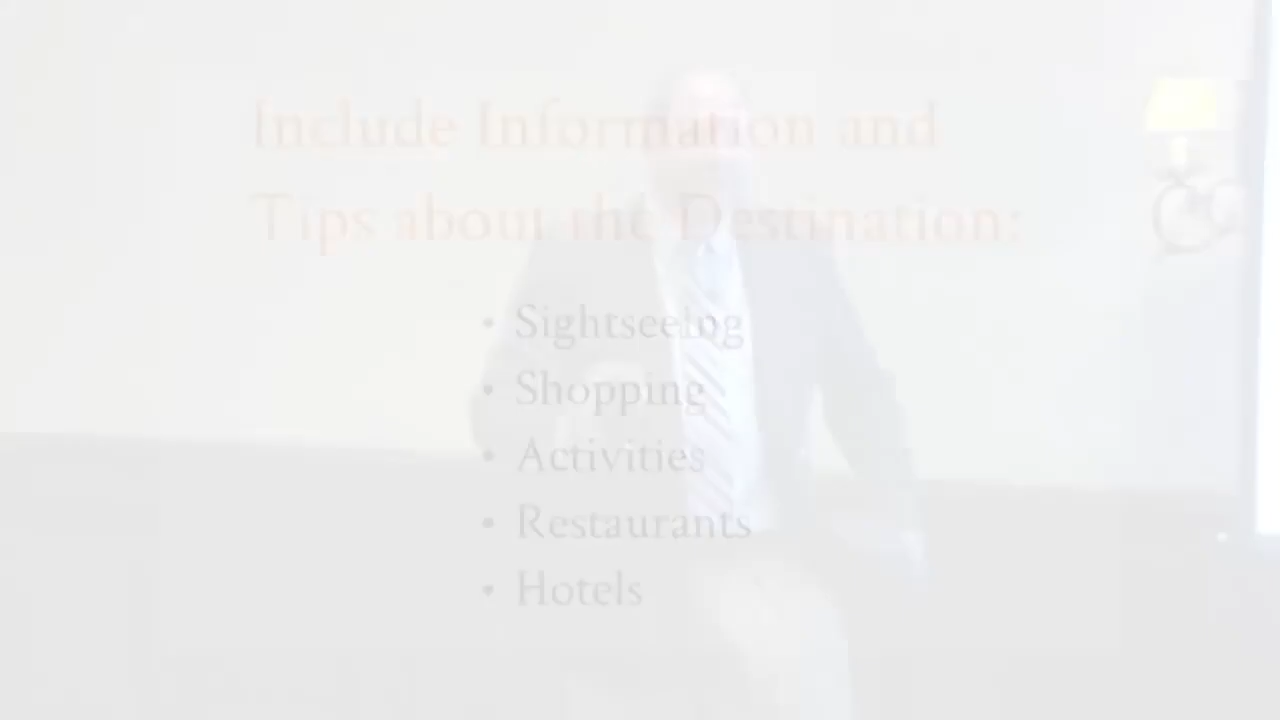 Include Information and
Tips about the Destination:
• Sightseeing
• Shopping
• Activities
• Restaurants
• Hotels